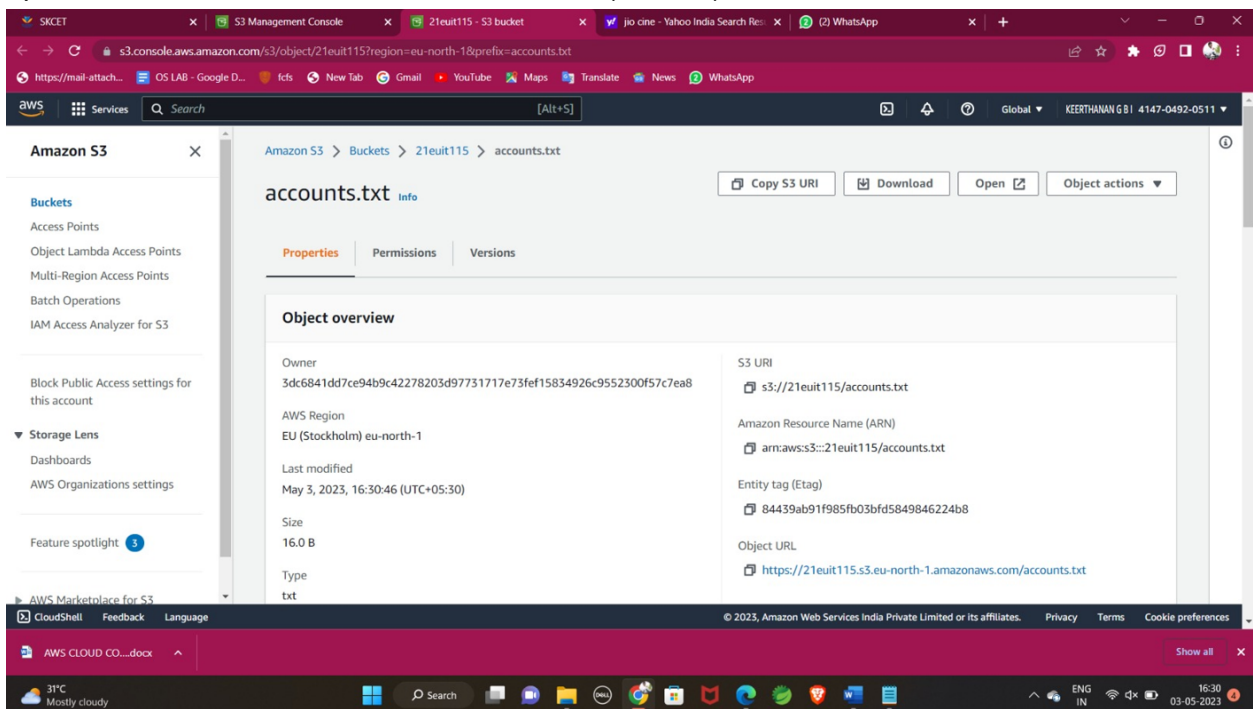 SKCET
S3 Management Console
21euit115 - S3 bucket
jio cine - Yahoo India Search Res
(2) WhatsApp
s3.console.aws.amazon.com/s3/object/21euit115?region=eu-north-1&prefix=accounts.txt
https://mail-attach... OS LAB - Google D... fcfs New Tab Gmail YouTube Maps Translate News WhatsApp
aws Services Search [Alt+S] Global KEERTHANAN G B I 4147-0492-0511
Amazon S3
Buckets
Access Points
Object Lambda Access Points
Multi-Region Access Points
Batch Operations
IAM Access Analyzer for S3
Block Public Access settings for
this account
Storage Lens
Dashboards
AWS Organizations settings
Feature spotlight 3
AWS Marketplace for S3
Amazon S3 > Buckets > 21euit115 > accounts.txt
accounts.txt Info
Copy S3 URI Download Open Object actions
Properties Permissions Versions
Object overview
Owner
3dc6841dd7ce94b9c42278203d97731717e73fef15834926c9552300f57c7ea8
AWS Region
EU (Stockholm) eu-north-1
Last modified
May 3, 2023, 16:30:46 (UTC+05:30)
Size
16.0 B
Type
txt
S3 URI
s3://21euit115/accounts.txt
Amazon Resource Name (ARN)
arn:aws:s3:::21euit115/accounts.txt
Entity tag (Etag)
84439ab91f985fb03bfd5849846224b8
Object URL
https://21euit115.s3.eu-north-1.amazonaws.com/accounts.txt
CloudShell Feedback Language © 2023, Amazon Web Services India Private Limited or its affiliates. Privacy Terms Cookie preferences
AWS CLOUD CO....docx Show all
31°C
Mostly cloudy
Search
DELL
ENG
IN
16:30
03-05-2023
4